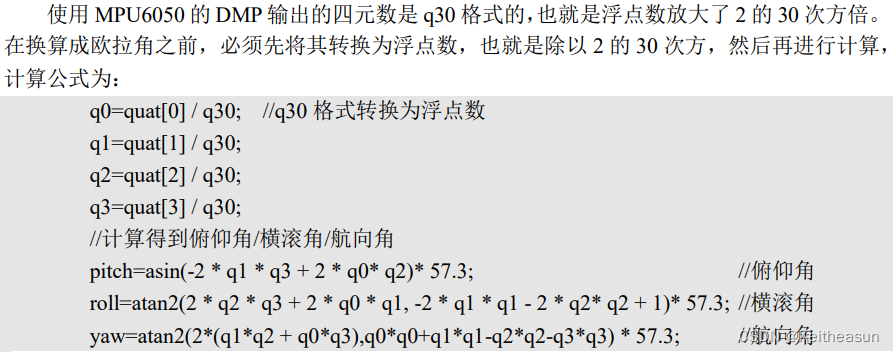 使用 MPU6050 的 DMP 输出的四元数是 q30 格式的，也就是浮点数放大了 2 的 30 次方倍。
在换算成欧拉角之前，必须先将其转换为浮点数，也就是除以 2 的 30 次方，然后再进行计算，
计算公式为：
q0=quat[0] / q30; //q30 格式转换为浮点数
q1=quat[1] / q30;
q2=quat[2] / q30;
q3=quat[3] / q30;
//计算得到俯仰角/横滚角/航向角
pitch=asin(-2 * q1 * q3 + 2 * q0* q2)* 57.3; //俯仰角
roll=atan2(2 * q2 * q3 + 2 * q0 * q1, -2 * q1 * q1 - 2 * q2* q2 + 1)* 57.3; //横滚角
yaw=atan2(2*(q1*q2 + q0*q3),q0*q0+q1*q1-q2*q2-q3*q3) * 57.3; //航向角